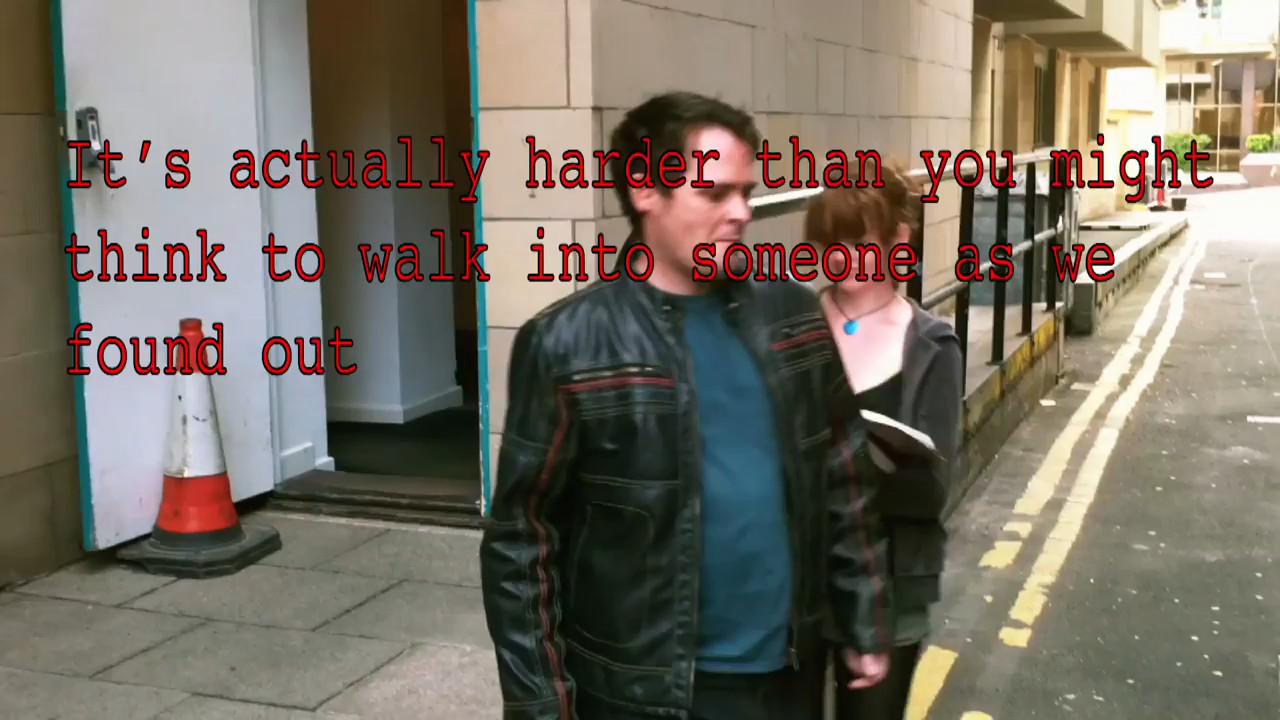 It’s actually harder than you might
think to walk into someone as we
found out